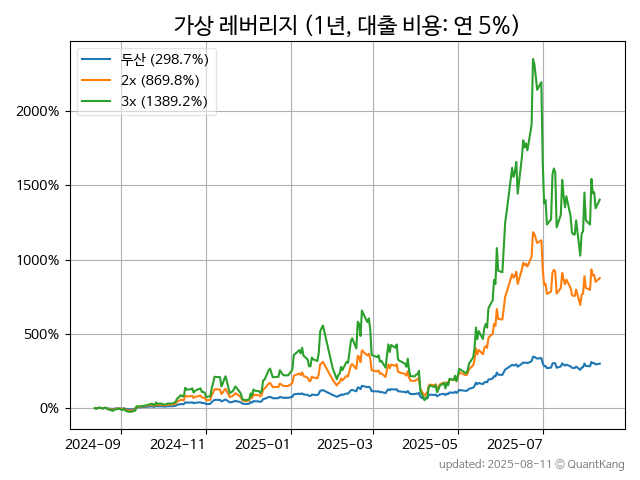 가상 레버리지 (1년, 대출 비용: 연 5%)
두산 (298.7%)
2x (869.8%)
3x (1389.2%)
2000%
1500%
1000%
500%
0%
2024-09 2024-11 2025-01 2025-03 2025-05 2025-07
updated: 2025-08-11 © QuantKang